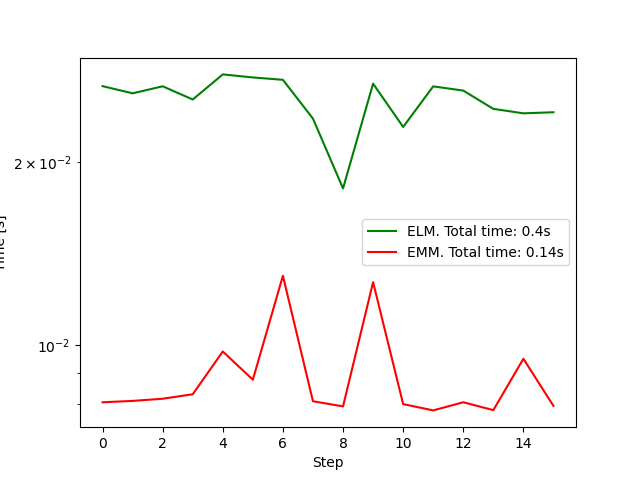 2 × 10⁻²
10⁻²
Time [s]
ELM. Total time: 0.4s
EMM. Total time: 0.14s
0 2 4 6 8 10 12 14
Step